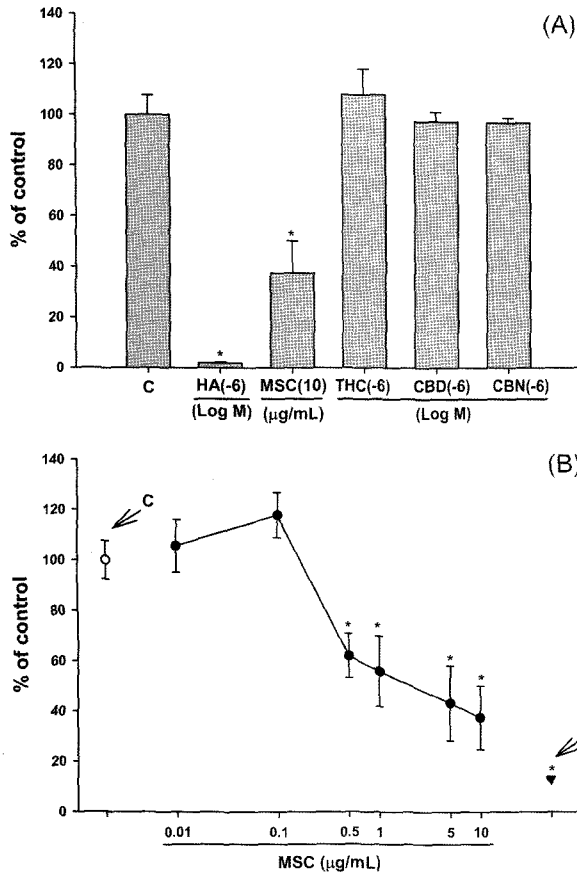 (A)
% of control
140
120
100
80
60
40
20
0
*
*
C HA(-6) MSC(10) THC(-6) CBD(-6) CBN(-6)
(Log M) (µg/mL) (Log M)
(B)
% of control
140
120
100
80
60
40
20
0
C
* *
* *
*
0.01 0.1 0.5 1 5 10
MSC (µg/mL)